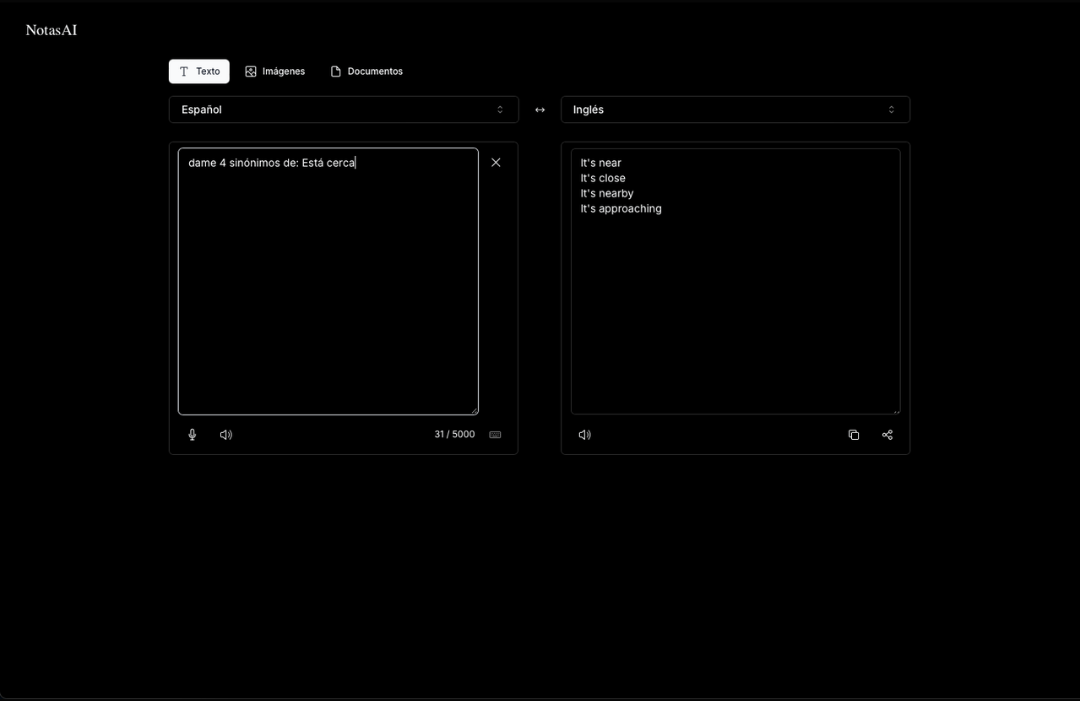 NotasAI
Texto
Imágenes
Documentos
Español
Inglés
dame 4 sinónimos de: Está cerca
31 / 5000
It's near
It's close
It's nearby
It's approaching